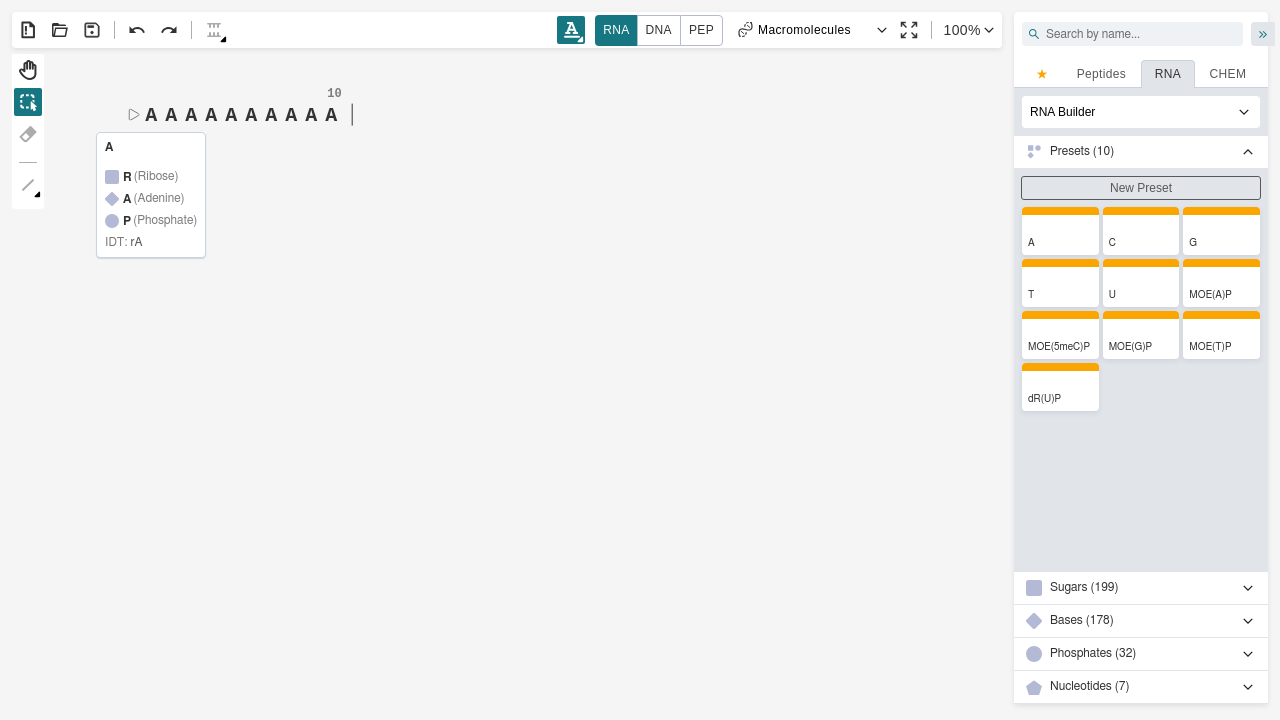 A RNA DNA PEP Macromolecules 100%
Search by name...
★ Peptides RNA CHEM
RNA Builder
Presets (10)
New Preset
A C G
T U MOE(A)P
MOE(5meC)P MOE(G)P MOE(T)P
dR(U)P
Sugars (199)
Bases (178)
Phosphates (32)
Nucleotides (7)
10
A A A A A A A A A A
A
R (Ribose)
A (Adenine)
P (Phosphate)
IDT: rA